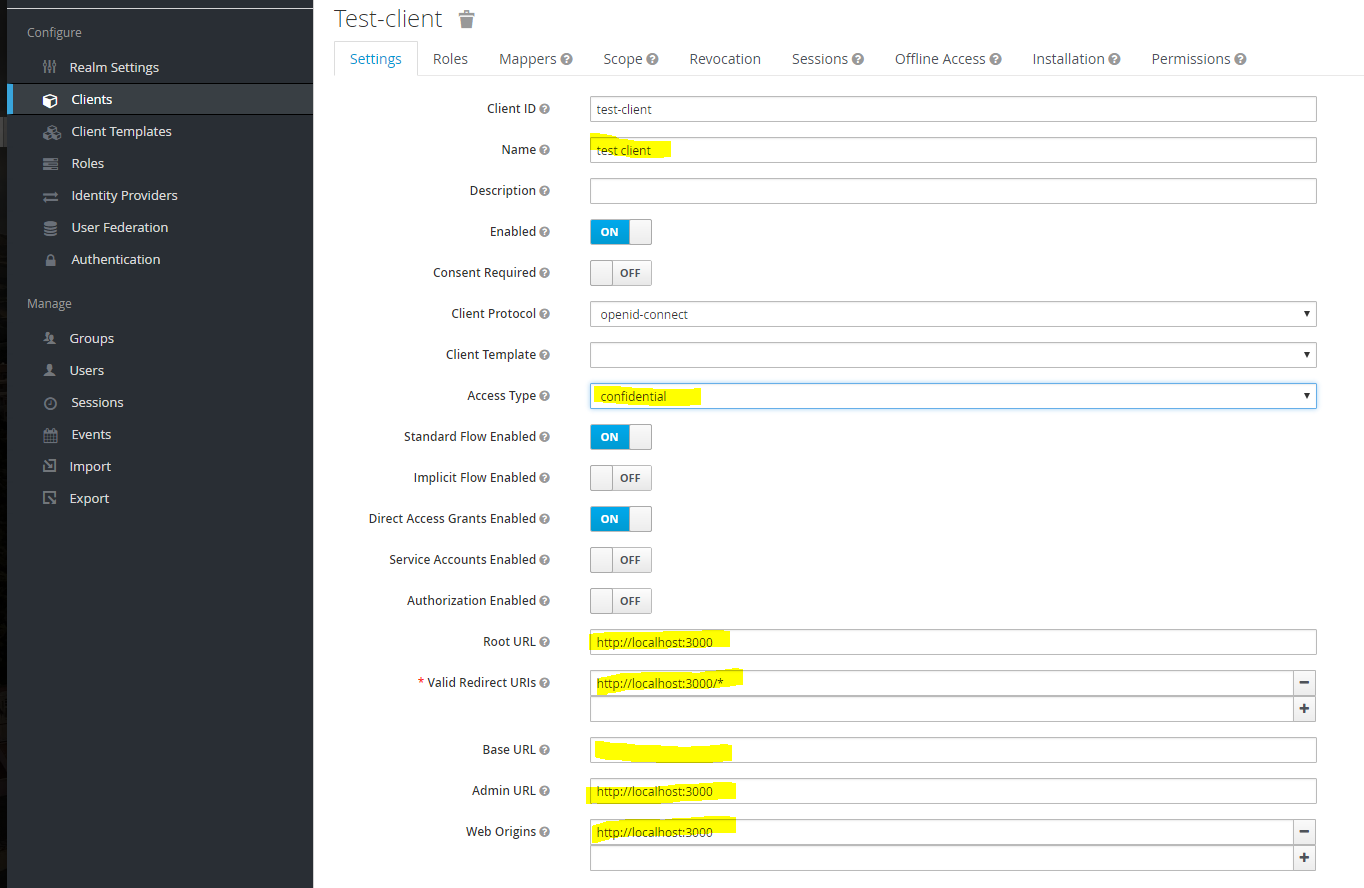 Test-client
Configure
Realm Settings
Clients
Client Templates
Roles
Identity Providers
User Federation
Authentication
Manage
Groups
Users
Sessions
Events
Import
Export
Settings Roles Mappers Scope Revocation Sessions Offline Access Installation Permissions
Client ID test-client
Name test client
Description
Enabled ON
Consent Required OFF
Client Protocol openid-connect
Client Template
Access Type confidential
Standard Flow Enabled ON
Implicit Flow Enabled OFF
Direct Access Grants Enabled ON
Service Accounts Enabled OFF
Authorization Enabled OFF
Root URL http://localhost:3000
* Valid Redirect URIs http://localhost:3000/*
Base URL
Admin URL http://localhost:3000
Web Origins http://localhost:3000